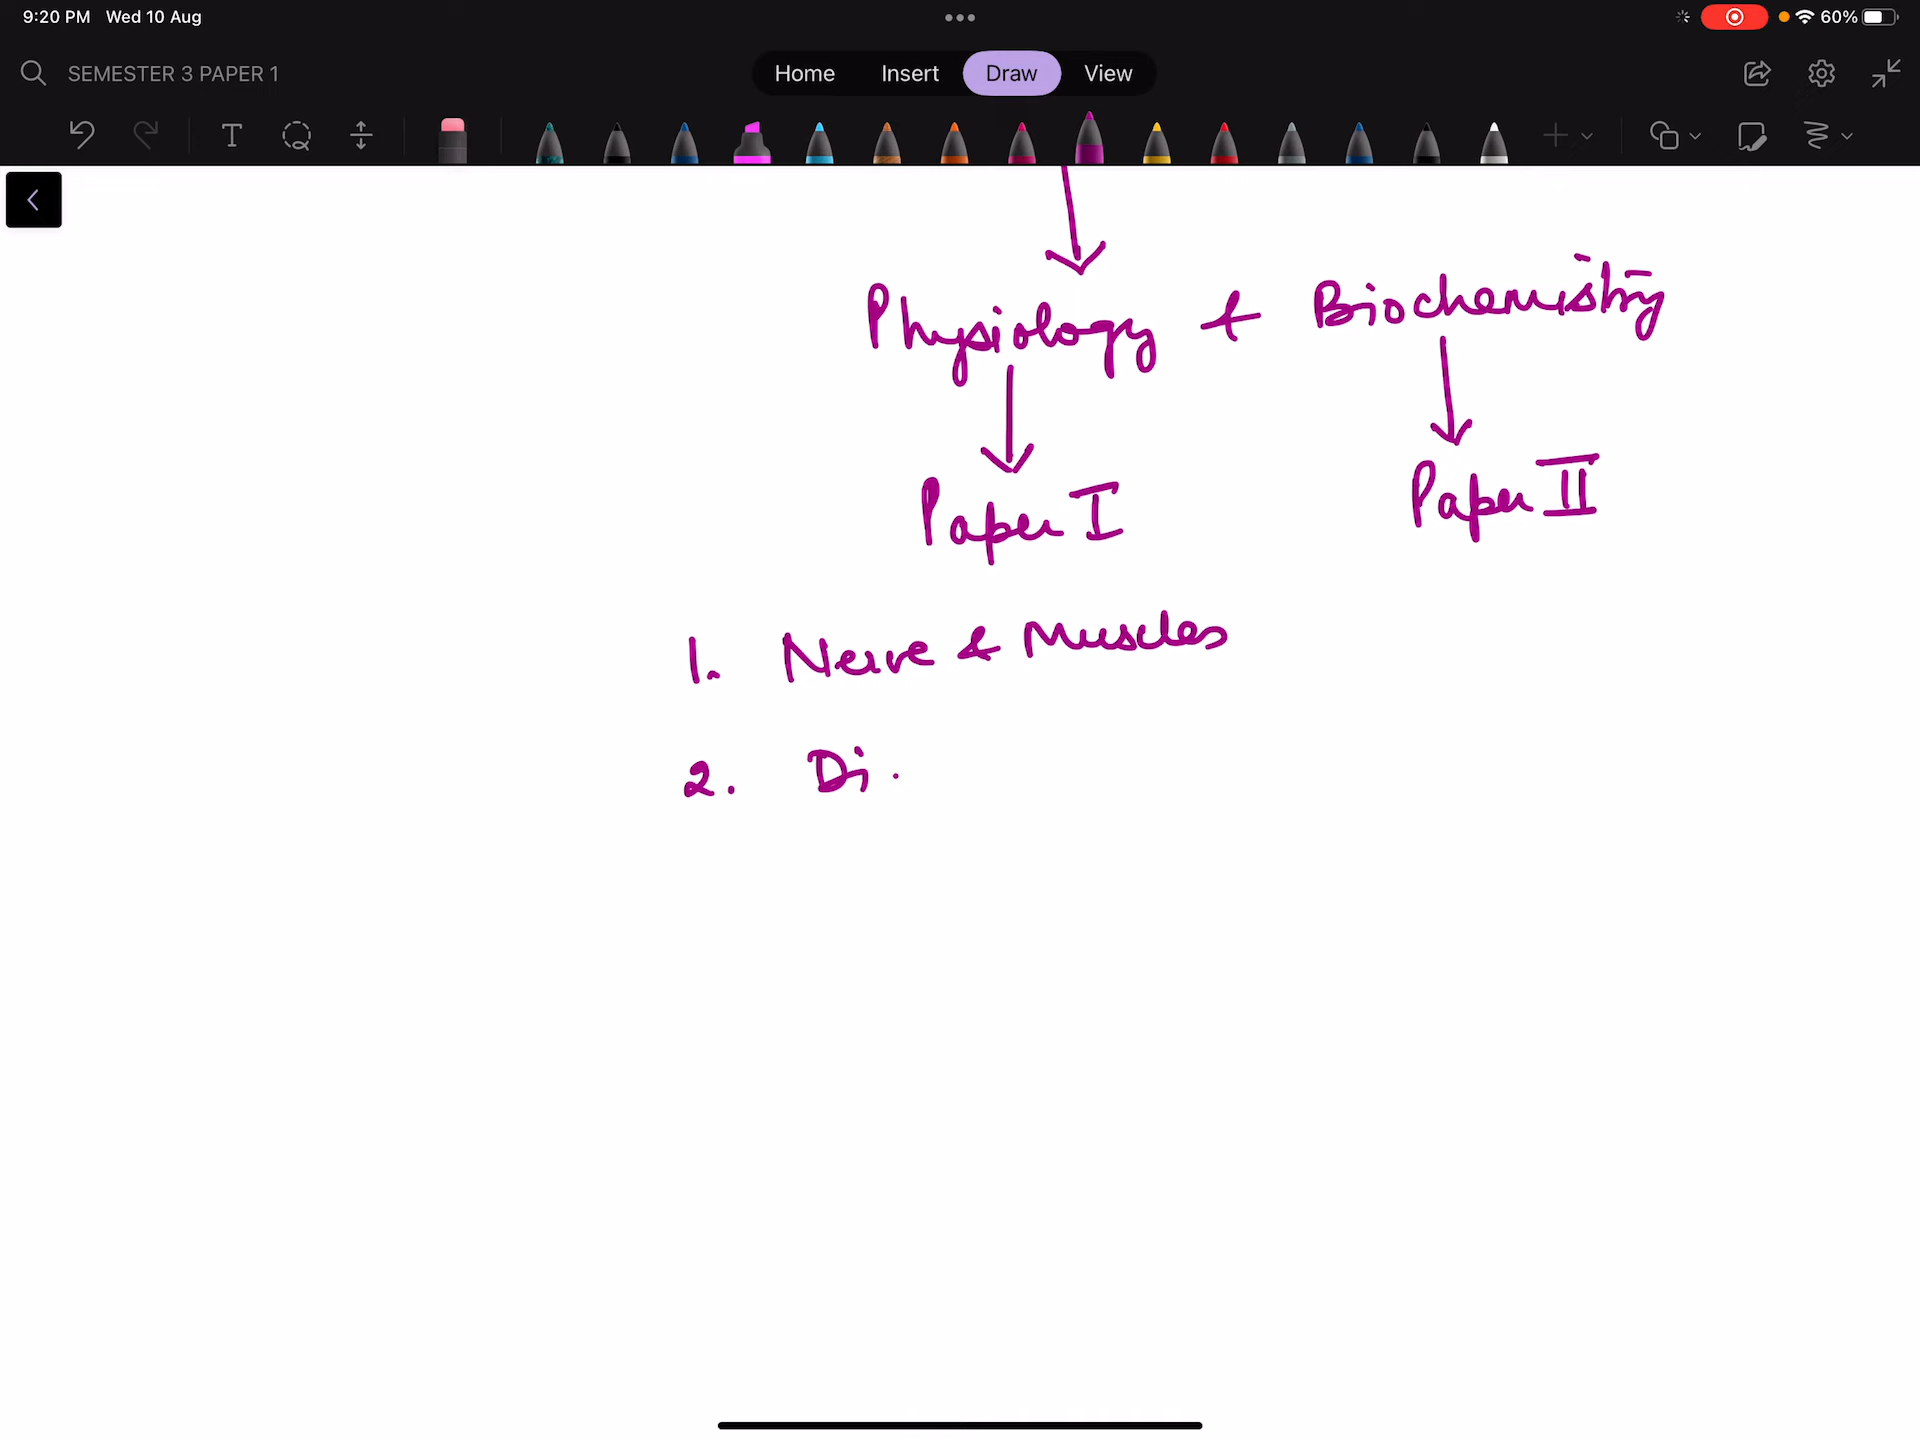 9:20 PM Wed 10 Aug
60%
SEMESTER 3 PAPER 1
Home Insert Draw View
Physiology & Biochemistry
Paper I
Paper II
1. Nerve & Muscles
2. Di